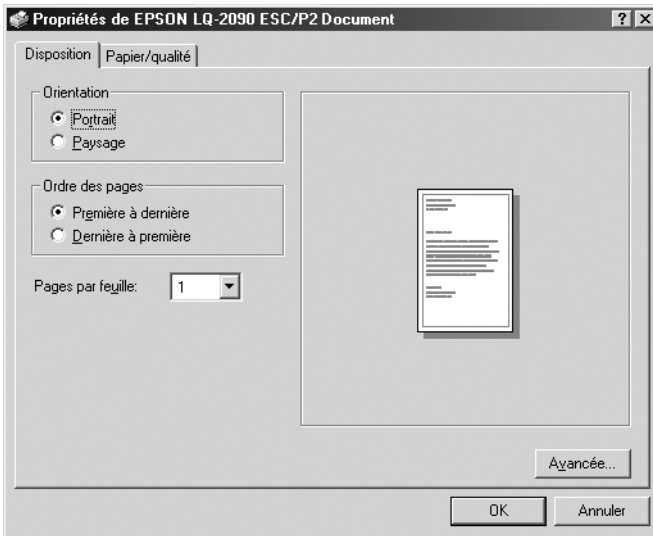 Propriétés de EPSON LQ-2090 ESC/P2 Document
Disposition
Papier/qualité
Orientation
Portrait
Paysage
Ordre des pages
Première à dernière
Dernière à première
Pages par feuille:
1
Avancée...
OK
Annuler